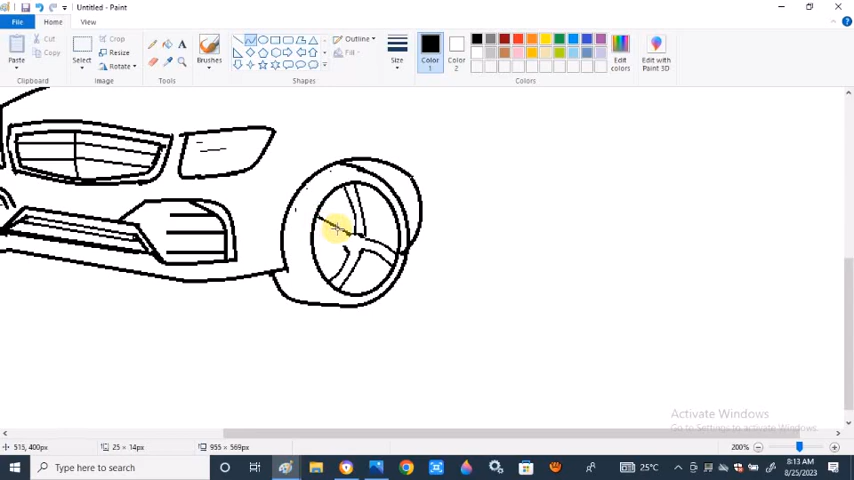 Untitled - Paint
File Home View
Paste
Cut
Copy
Clipboard
Select
Crop
Resize
Rotate
Image
A
Tools
Brushes
Outline
Fill
Shapes
Size
Color
1
Color
2
Edit
colors
Colors
Edit with
Paint 3D
Activate Windows
Go to Settings to activate Windows.
515, 400px
25 × 14px
955 × 569px
200%
Type here to search
25°C
8:13 AM
8/25/2023